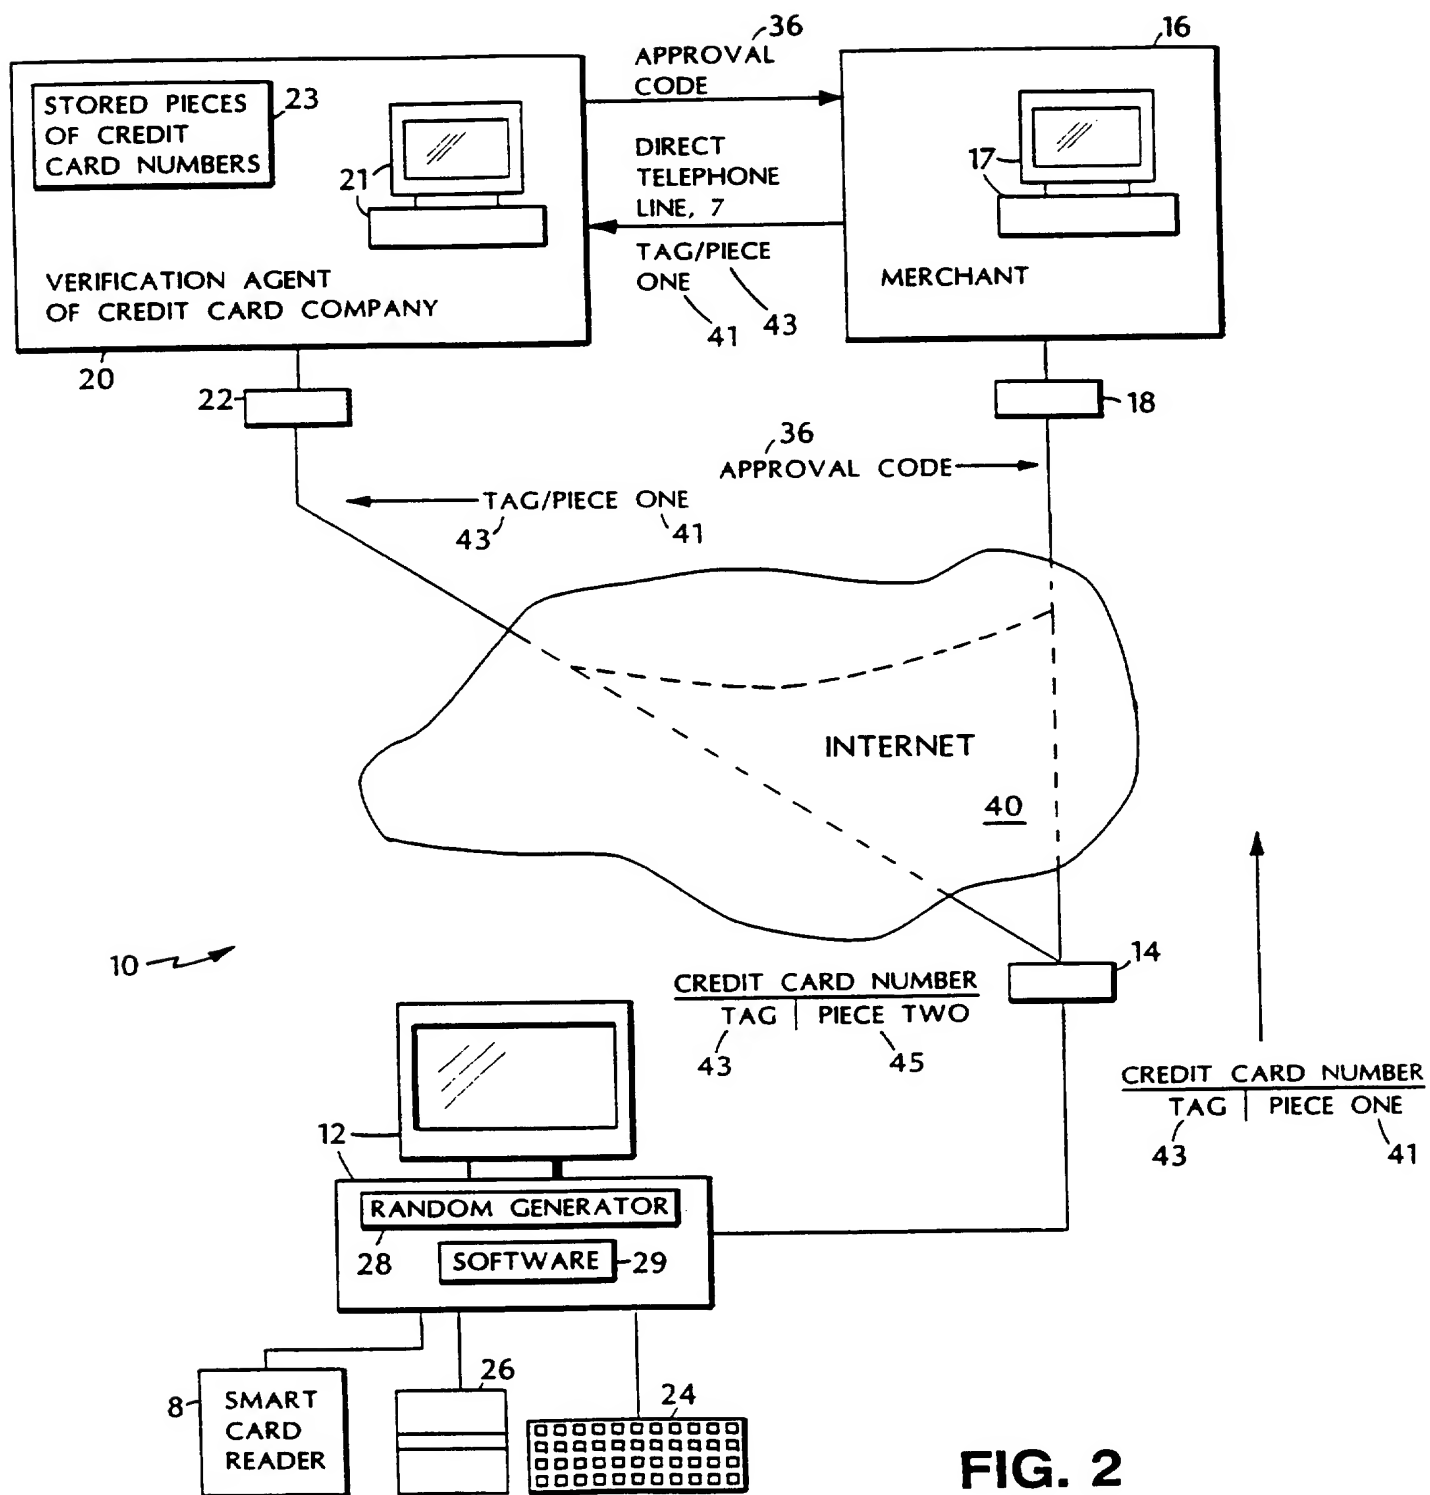 36
16
APPROVAL
CODE
STORED PIECES
OF CREDIT
CARD NUMBERS
23
21
17
DIRECT
TELEPHONE
LINE, 7
TAG/PIECE
ONE
41
43
VERIFICATION AGENT
OF CREDIT CARD COMPANY
MERCHANT
20
22
18
36
APPROVAL CODE
TAG/PIECE ONE
43
41
INTERNET
40
10
14
CREDIT CARD NUMBER
TAG PIECE TWO
43
45
CREDIT CARD NUMBER
TAG PIECE ONE
43
41
12
RANDOM GENERATOR
28
SOFTWARE
29
26
24
8
SMART
CARD
READER
FIG. 2